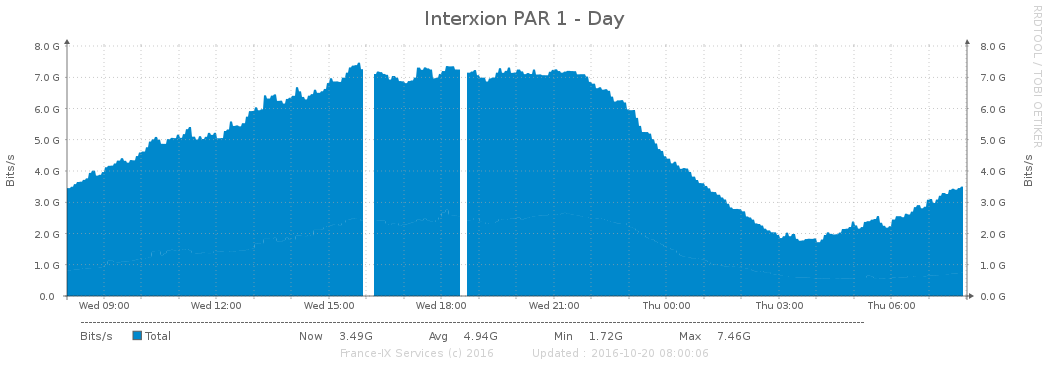 Interxion PAR 1 - Day
RRDTOOL / TOBI OETIKER
8.0 G 8.0 G
7.0 G 7.0 G
6.0 G 6.0 G
5.0 G 5.0 G
4.0 G 4.0 G
3.0 G 3.0 G
2.0 G 2.0 G
1.0 G 1.0 G
0.0 0.0 G
Bits/s
Bits/s
Wed 09:00 Wed 12:00 Wed 15:00 Wed 18:00 Wed 21:00 Thu 00:00 Thu 03:00 Thu 06:00
Bits/s Total Now 3.49G Avg 4.94G Min 1.72G Max 7.46G
France-IX Services (c) 2016 Updated : 2016-10-20 08:00:06